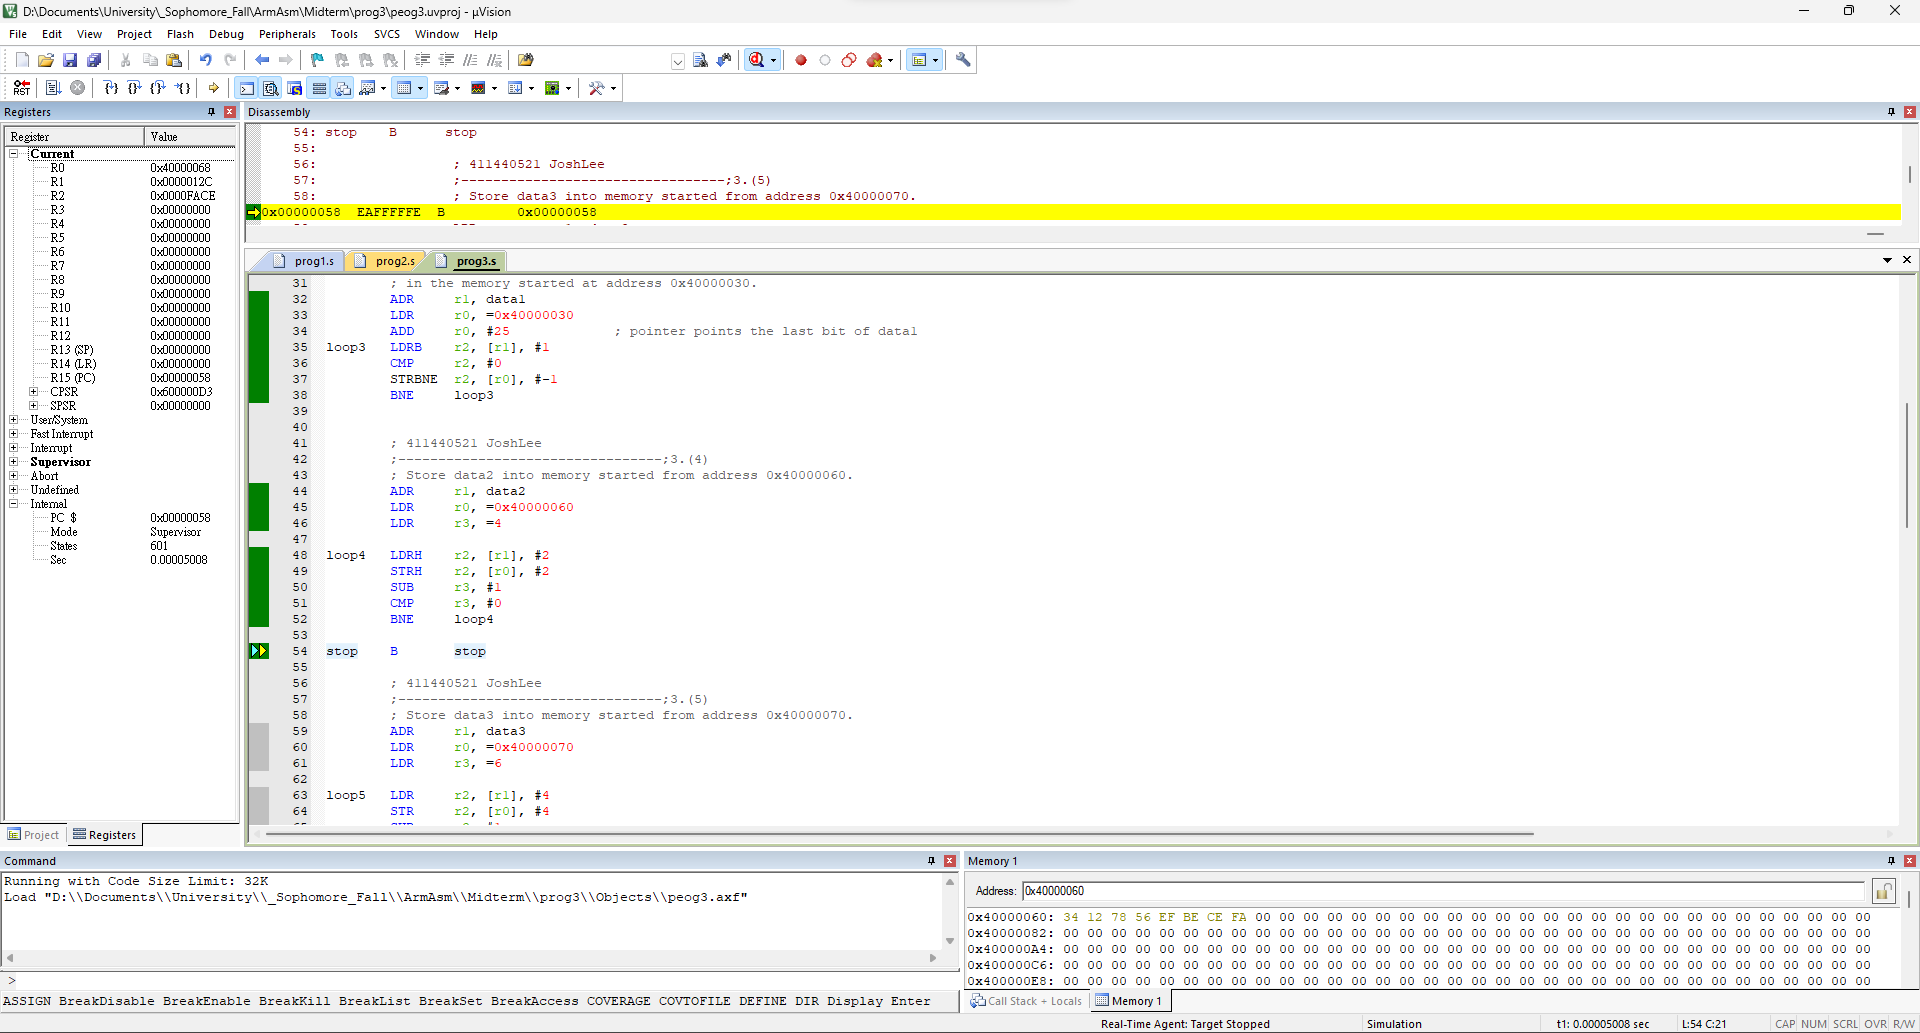 D:\Documents\University\_Sophomore_Fall\ArmAsm\Midterm\prog3\peog3.uvproj - µVision
File Edit View Project Flash Debug Peripherals Tools SVCS Window Help
Registers
Register Value
Current
R0 0x40000068
R1 0x0000012C
R2 0x0000FACE
R3 0x00000000
R4 0x00000000
R5 0x00000000
R6 0x00000000
R7 0x00000000
R8 0x00000000
R9 0x00000000
R10 0x00000000
R11 0x00000000
R12 0x00000000
R13 (SP) 0x00000000
R14 (LR) 0x00000000
R15 (PC) 0x00000058
CPSR 0x600000D3
SPSR 0x00000000
User/System
Fast Interrupt
Interrupt
Supervisor
Abort
Undefined
Internal
PC $ 0x00000058
Mode Supervisor
States 601
Sec 0.00005008
Project Registers
Disassembly
54: stop B stop
55:
56: ; 411440521 JoshLee
57: ;---------------------------------;3.(5)
58: ; Store data3 into memory started from address 0x40000070.
0x00000058 EAFFFFFE B 0x00000058
prog1.s prog2.s prog3.s
31 ; in the memory started at address 0x40000030.
32 ADR r1, data1
33 LDR r0, =0x40000030
34 ADD r0, #25 ; pointer points the last bit of data1
35 loop3 LDRB r2, [r1], #1
36 CMP r2, #0
37 STRBNE r2, [r0], #-1
38 BNE loop3
39
40
41 ; 411440521 JoshLee
42 ;---------------------------------;3.(4)
43 ; Store data2 into memory started from address 0x40000060.
44 ADR r1, data2
45 LDR r0, =0x40000060
46 LDR r3, =4
47
48 loop4 LDRH r2, [r1], #2
49 STRH r2, [r0], #2
50 SUB r3, #1
51 CMP r3, #0
52 BNE loop4
53
54 stop B stop
55
56 ; 411440521 JoshLee
57 ;---------------------------------;3.(5)
58 ; Store data3 into memory started from address 0x40000070.
59 ADR r1, data3
60 LDR r0, =0x40000070
61 LDR r3, =6
62
63 loop5 LDR r2, [r1], #4
64 STR r2, [r0], #4
Command
Running with Code Size Limit: 32K
Load "D:\\Documents\\University\\_Sophomore_Fall\\ArmAsm\\Midterm\\prog3\\Objects\\peog3.axf"
>
ASSIGN BreakDisable BreakEnable BreakKill BreakList BreakSet BreakAccess COVERAGE COVTOFILE DEFINE DIR Display Enter
Memory 1
Address: 0x40000060
0x40000060: 34 12 78 56 EF BE CE FA 00 00 00 00 00 00 00 00 00 00 00 00 00 00 00 00 00 00 00 00 00 00 00 00 00 00
0x40000082: 00 00 00 00 00 00 00 00 00 00 00 00 00 00 00 00 00 00 00 00 00 00 00 00 00 00 00 00 00 00 00 00 00 00
0x400000A4: 00 00 00 00 00 00 00 00 00 00 00 00 00 00 00 00 00 00 00 00 00 00 00 00 00 00 00 00 00 00 00 00 00 00
0x400000C6: 00 00 00 00 00 00 00 00 00 00 00 00 00 00 00 00 00 00 00 00 00 00 00 00 00 00 00 00 00 00 00 00 00 00
0x400000E8: 00 00 00 00 00 00 00 00 00 00 00 00 00 00 00 00 00 00 00 00 00 00 00 00 00 00 00 00 00 00 00 00 00 00
Call Stack + Locals Memory 1
Real-Time Agent: Target Stopped Simulation t1: 0.00005008 sec L:54 C:21 CAP NUM SCRL OVR R/W